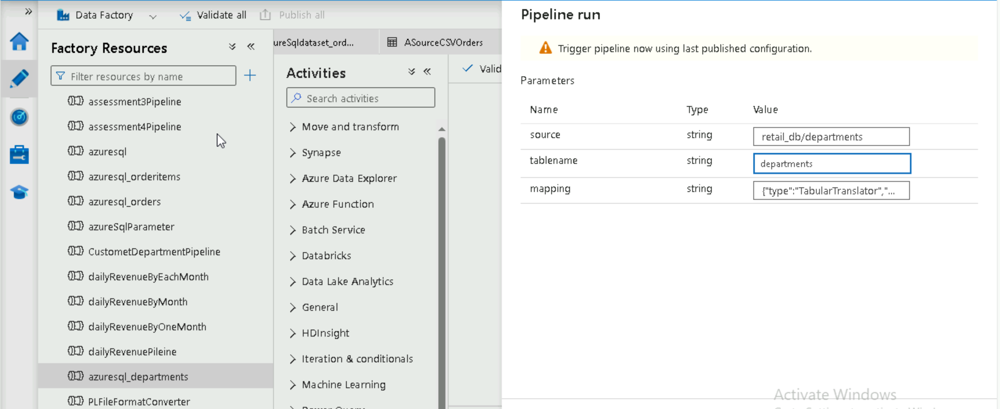 Data Factory
Validate all
Publish all
Factory Resources
Filter resources by name
assessment3Pipeline
assessment4Pipeline
azuresql
azuresql_orderitems
azuresql_orders
azureSqlParameter
CustometDepartmentPipeline
dailyRevenueByEachMonth
dailyRevenueByMonth
dailyRevenueByOneMonth
dailyRevenuePileine
azuresql_departments
PLFileFormatConverter
ureSqldataset_ord...
ASourceCSVOrders
Activities
Search activities
Move and transform
Synapse
Azure Data Explorer
Azure Function
Batch Service
Databricks
Data Lake Analytics
General
HDInsight
Iteration & conditionals
Machine Learning
Power Query
Valid
Pipeline run
Trigger pipeline now using last published configuration.
Parameters
Name Type Value
source string retail_db/departments
tablename string departments
mapping string {"type":"TabularTranslator","...
Activate Windows